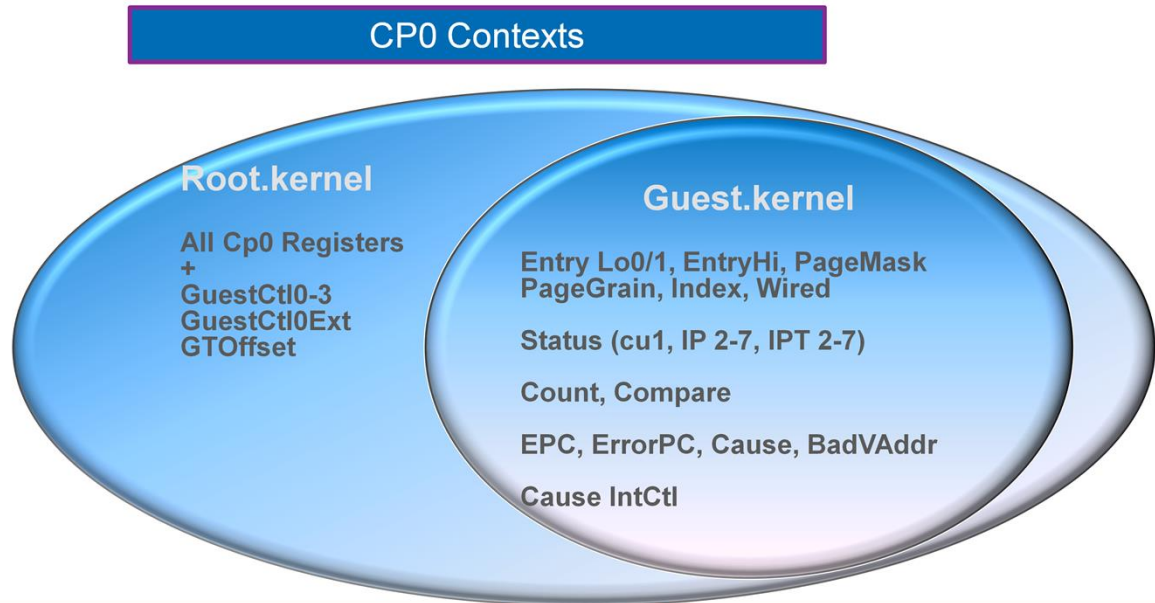 CP0 Contexts
Root.kernel
All Cp0 Registers
+
GuestCtl0-3
GuestCtl0Ext
GTOffset
Guest.kernel
Entry Lo0/1, EntryHi, PageMask
PageGrain, Index, Wired
Status (cu1, IP 2-7, IPT 2-7)
Count, Compare
EPC, ErrorPC, Cause, BadVAddr
Cause IntCtl